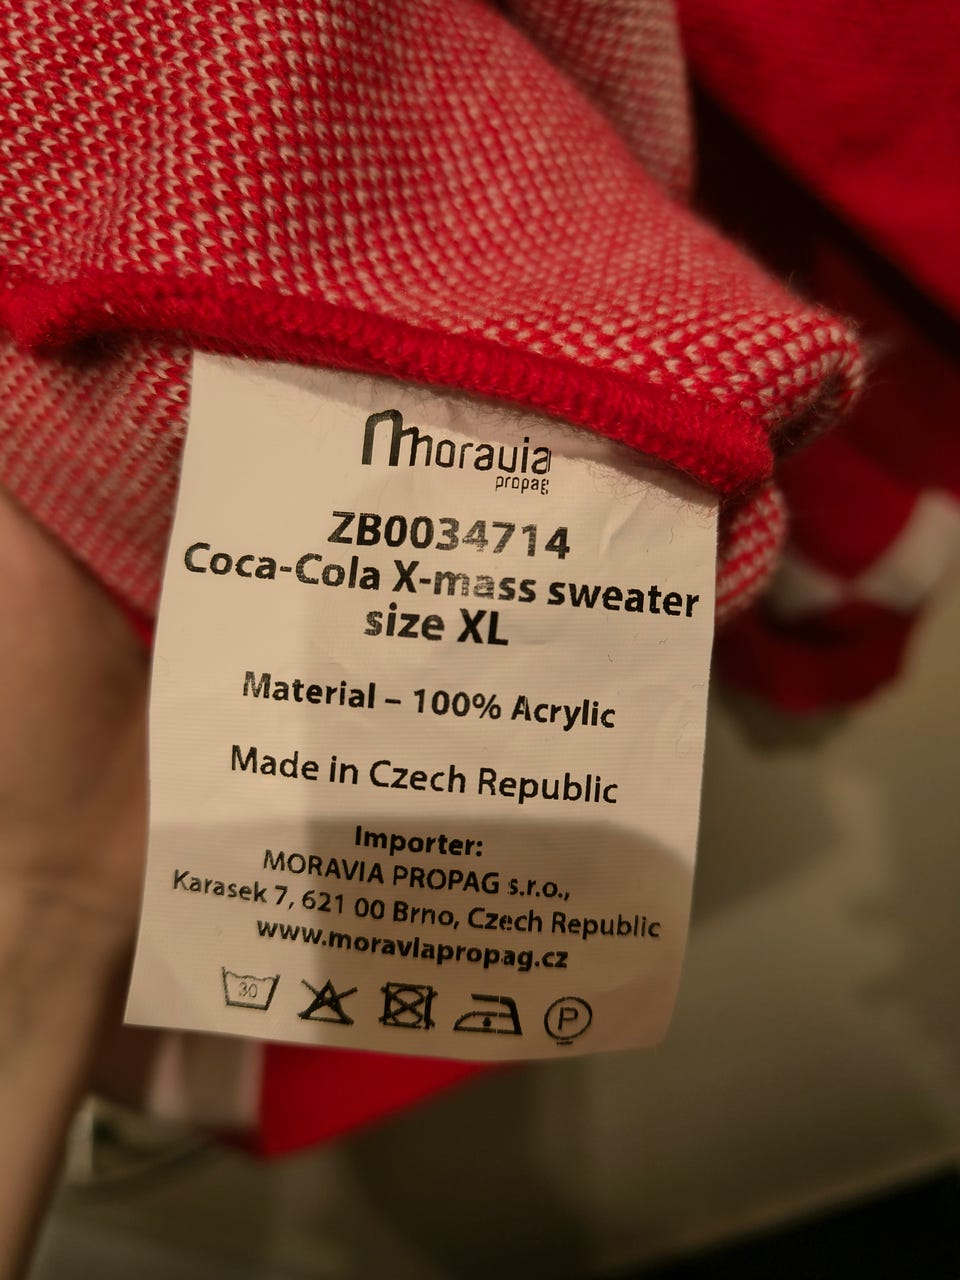 moravia
propag
ZB0034714
Coca-Cola X-mass sweater
size XL
Material – 100% Acrylic
Made in Czech Republic
Importer:
MORAVIA PROPAG s.r.o.,
Karasek 7, 621 00 Brno, Czech Republic
www.moraviapropag.cz
30
P